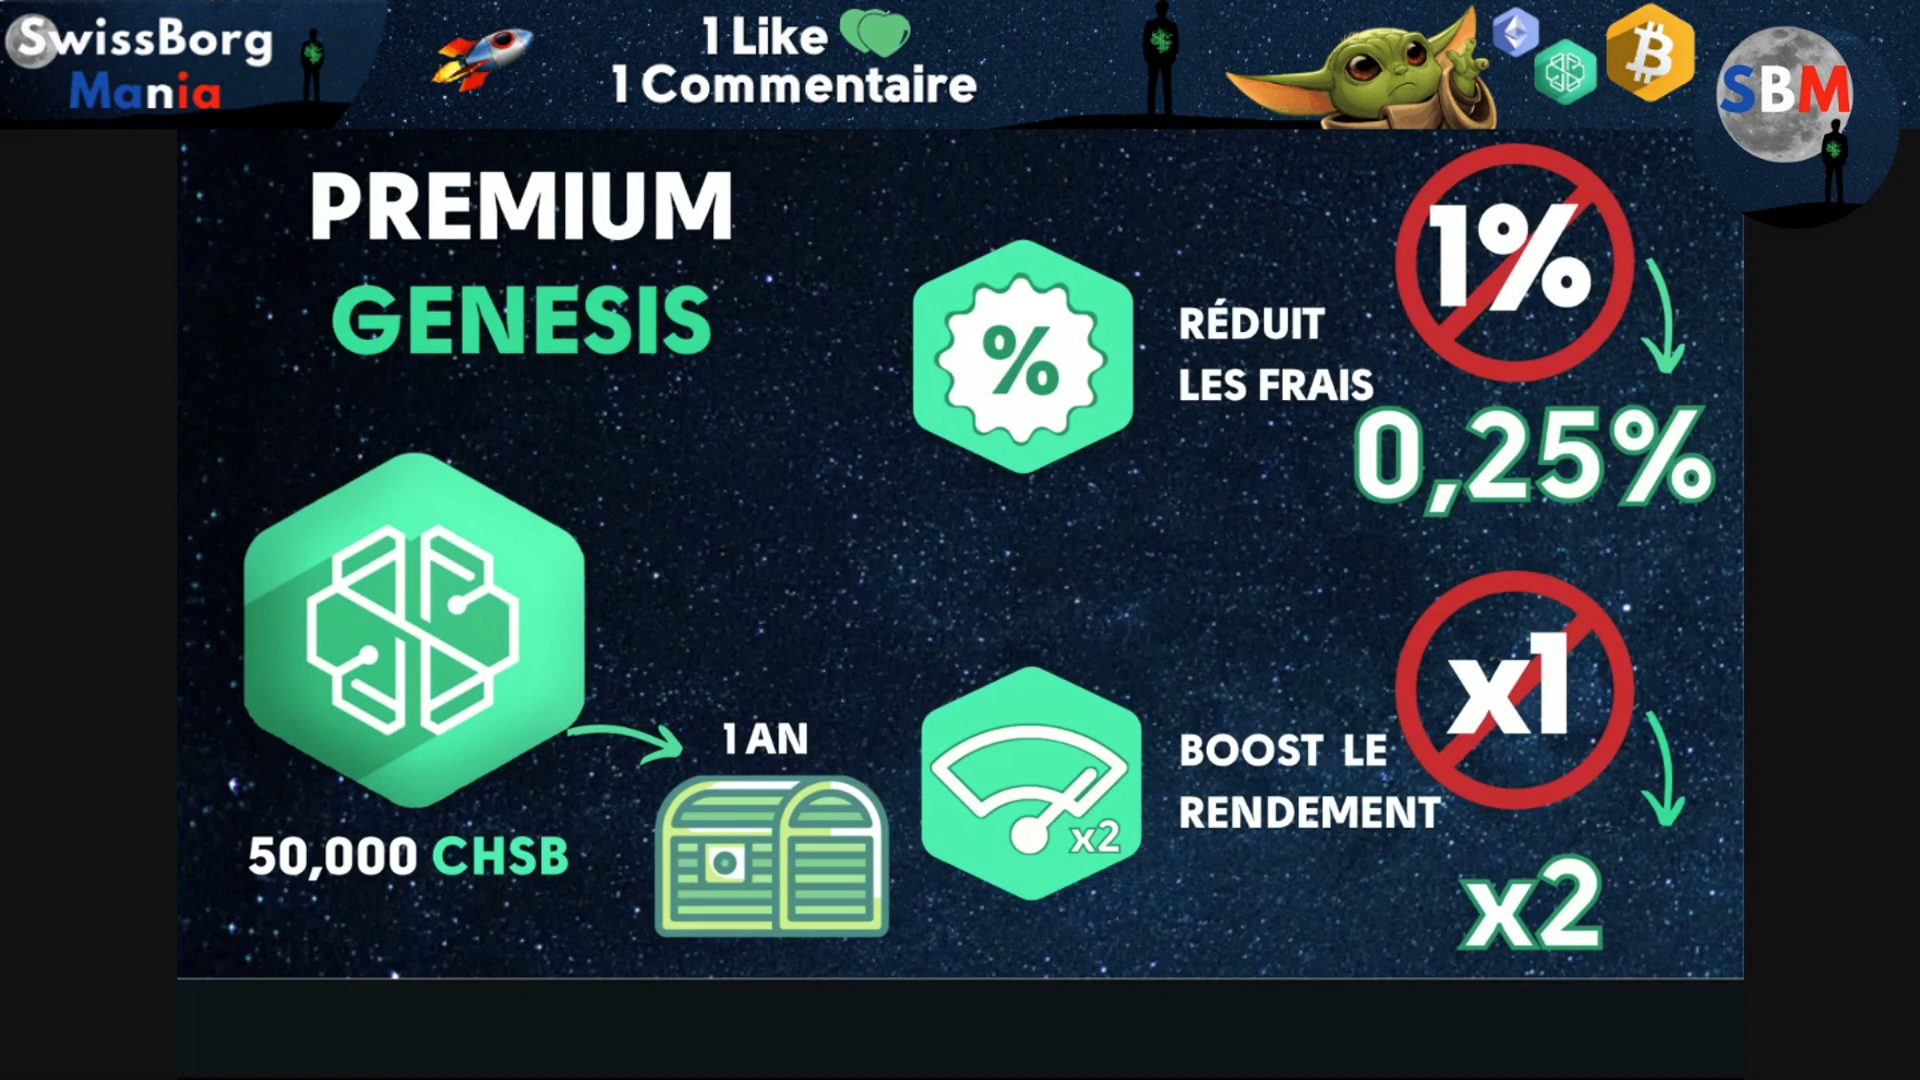 SwissBorg
Mania
1 Like
1 Commentaire
SBM
PREMIUM
GENESIS
%
RÉDUIT
LES FRAIS
1%
0,25%
50,000 CHSB
1 AN
x2
BOOST LE
RENDEMENT
x1
x2